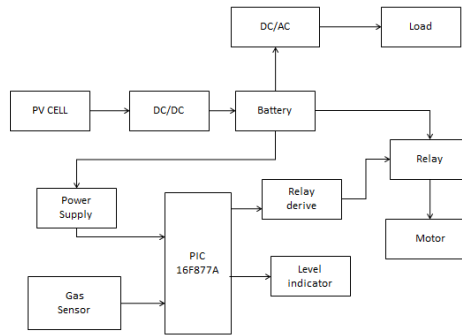 DC/AC
Load
PV CELL
DC/DC
Battery
Relay
Power
Supply
Relay
derive
PIC
16F877A
Motor
Level
indicator
Gas
Sensor